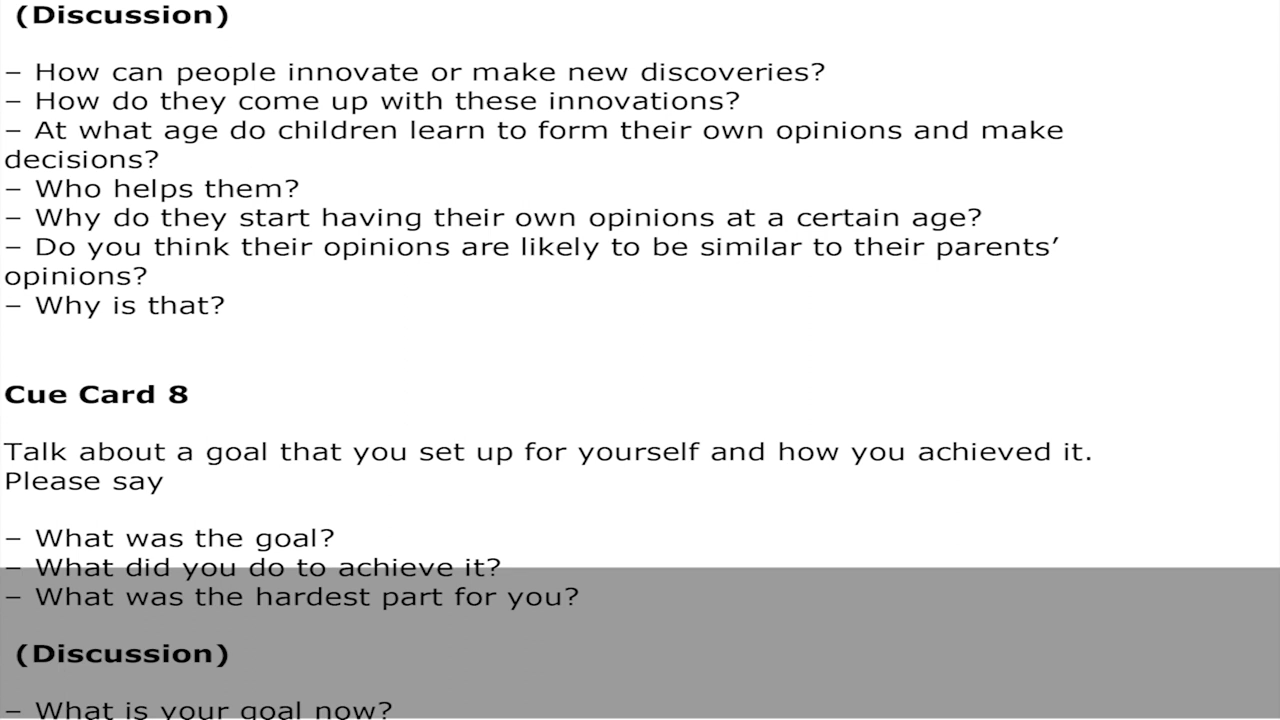 (Discussion)
– How can people innovate or make new discoveries?
– How do they come up with these innovations?
– At what age do children learn to form their own opinions and make
decisions?
– Who helps them?
– Why do they start having their own opinions at a certain age?
– Do you think their opinions are likely to be similar to their parents’
opinions?
– Why is that?
Cue Card 8
Talk about a goal that you set up for yourself and how you achieved it.
Please say
– What was the goal?
– What did you do to achieve it?
– What was the hardest part for you?
(Discussion)
– What is your goal now?